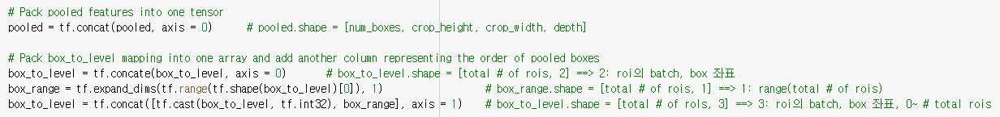 # Pack pooled features into one tensor
pooled = tf.concat(pooled, axis = 0) # pooled.shape = [num_boxes, crop_height, crop_width, depth]
# Pack box_to_level mapping into one array and add another column representing the order of pooled boxes
box_to_level = tf.concate(box_to_level, axis = 0) # box_to_level.shape = [total # of rois, 2] ==> 2: roi의 batch, box 좌표
box_range = tf.expand_dims(tf.range(tf.shape(box_to_level)[0]), 1) # box_range.shape = [total # of rois, 1] ==> 1: range(total # of rois)
box_to_level = tf.concat([tf.cast(box_to_level, tf.int32), box_range], axis = 1) # box_to_level.shape = [total # of rols, 3] ==> 3: roi의 batch, box 좌표, 0~ # total rois